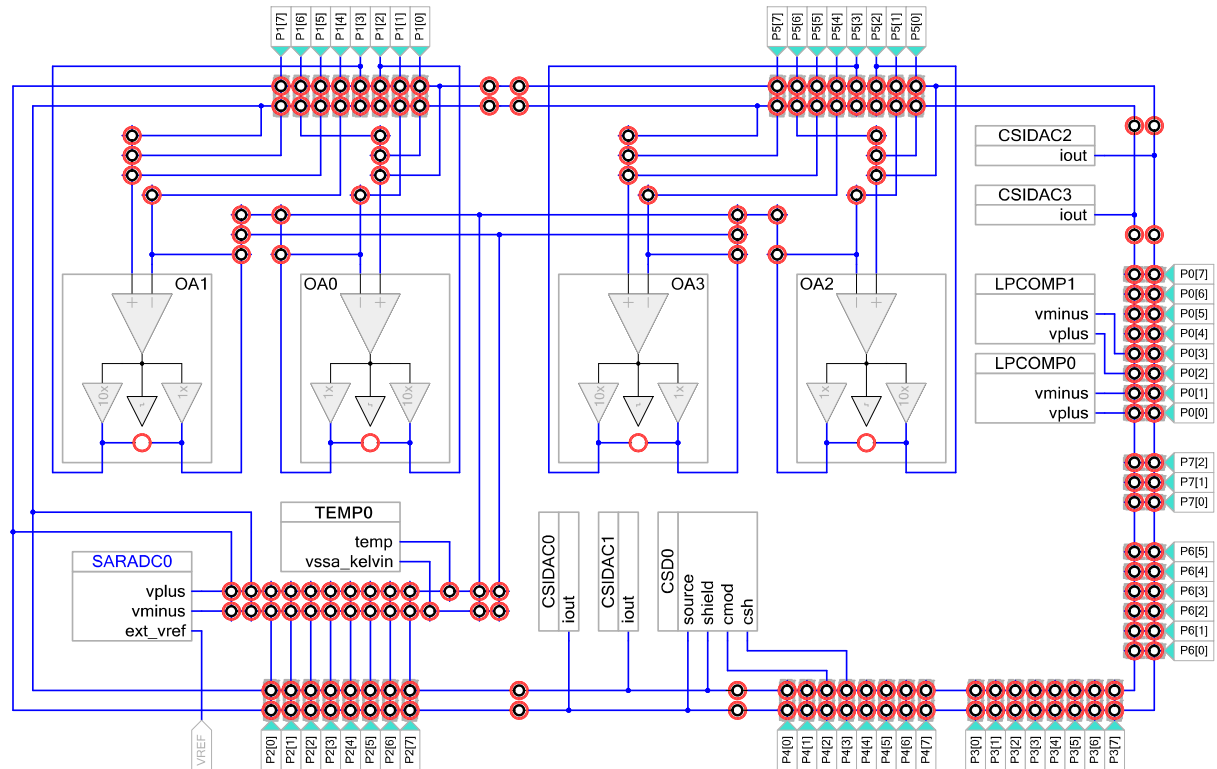 P1[7]
P1[6]
P1[5]
P1[4]
P1[3]
P1[2]
P1[1]
P1[0]
P5[7]
P5[6]
P5[5]
P5[4]
P5[3]
P5[2]
P5[1]
P5[0]
CSIDAC2
iout
CSIDAC3
iout
OA1
+
−
10x
1x
OA0
−
+
1x
10x
OA3
+
−
10x
1x
OA2
−
+
1x
10x
LPCOMP1
vminus
vplus
LPCOMP0
vminus
vplus
P0[7]
P0[6]
P0[5]
P0[4]
P0[3]
P0[2]
P0[1]
P0[0]
P7[2]
P7[1]
P7[0]
P6[5]
P6[4]
P6[3]
P6[2]
P6[1]
P6[0]
TEMP0
temp
vssa_kelvin
SARADC0
vplus
vminus
ext_vref
CSIDAC0
iout
CSIDAC1
iout
CSD0
source
shield
cmod
csh
VREF
P2[0]
P2[1]
P2[2]
P2[3]
P2[4]
P2[5]
P2[6]
P2[7]
P4[0]
P4[1]
P4[2]
P4[3]
P4[4]
P4[5]
P4[6]
P4[7]
P3[0]
P3[1]
P3[2]
P3[3]
P3[4]
P3[5]
P3[6]
P3[7]